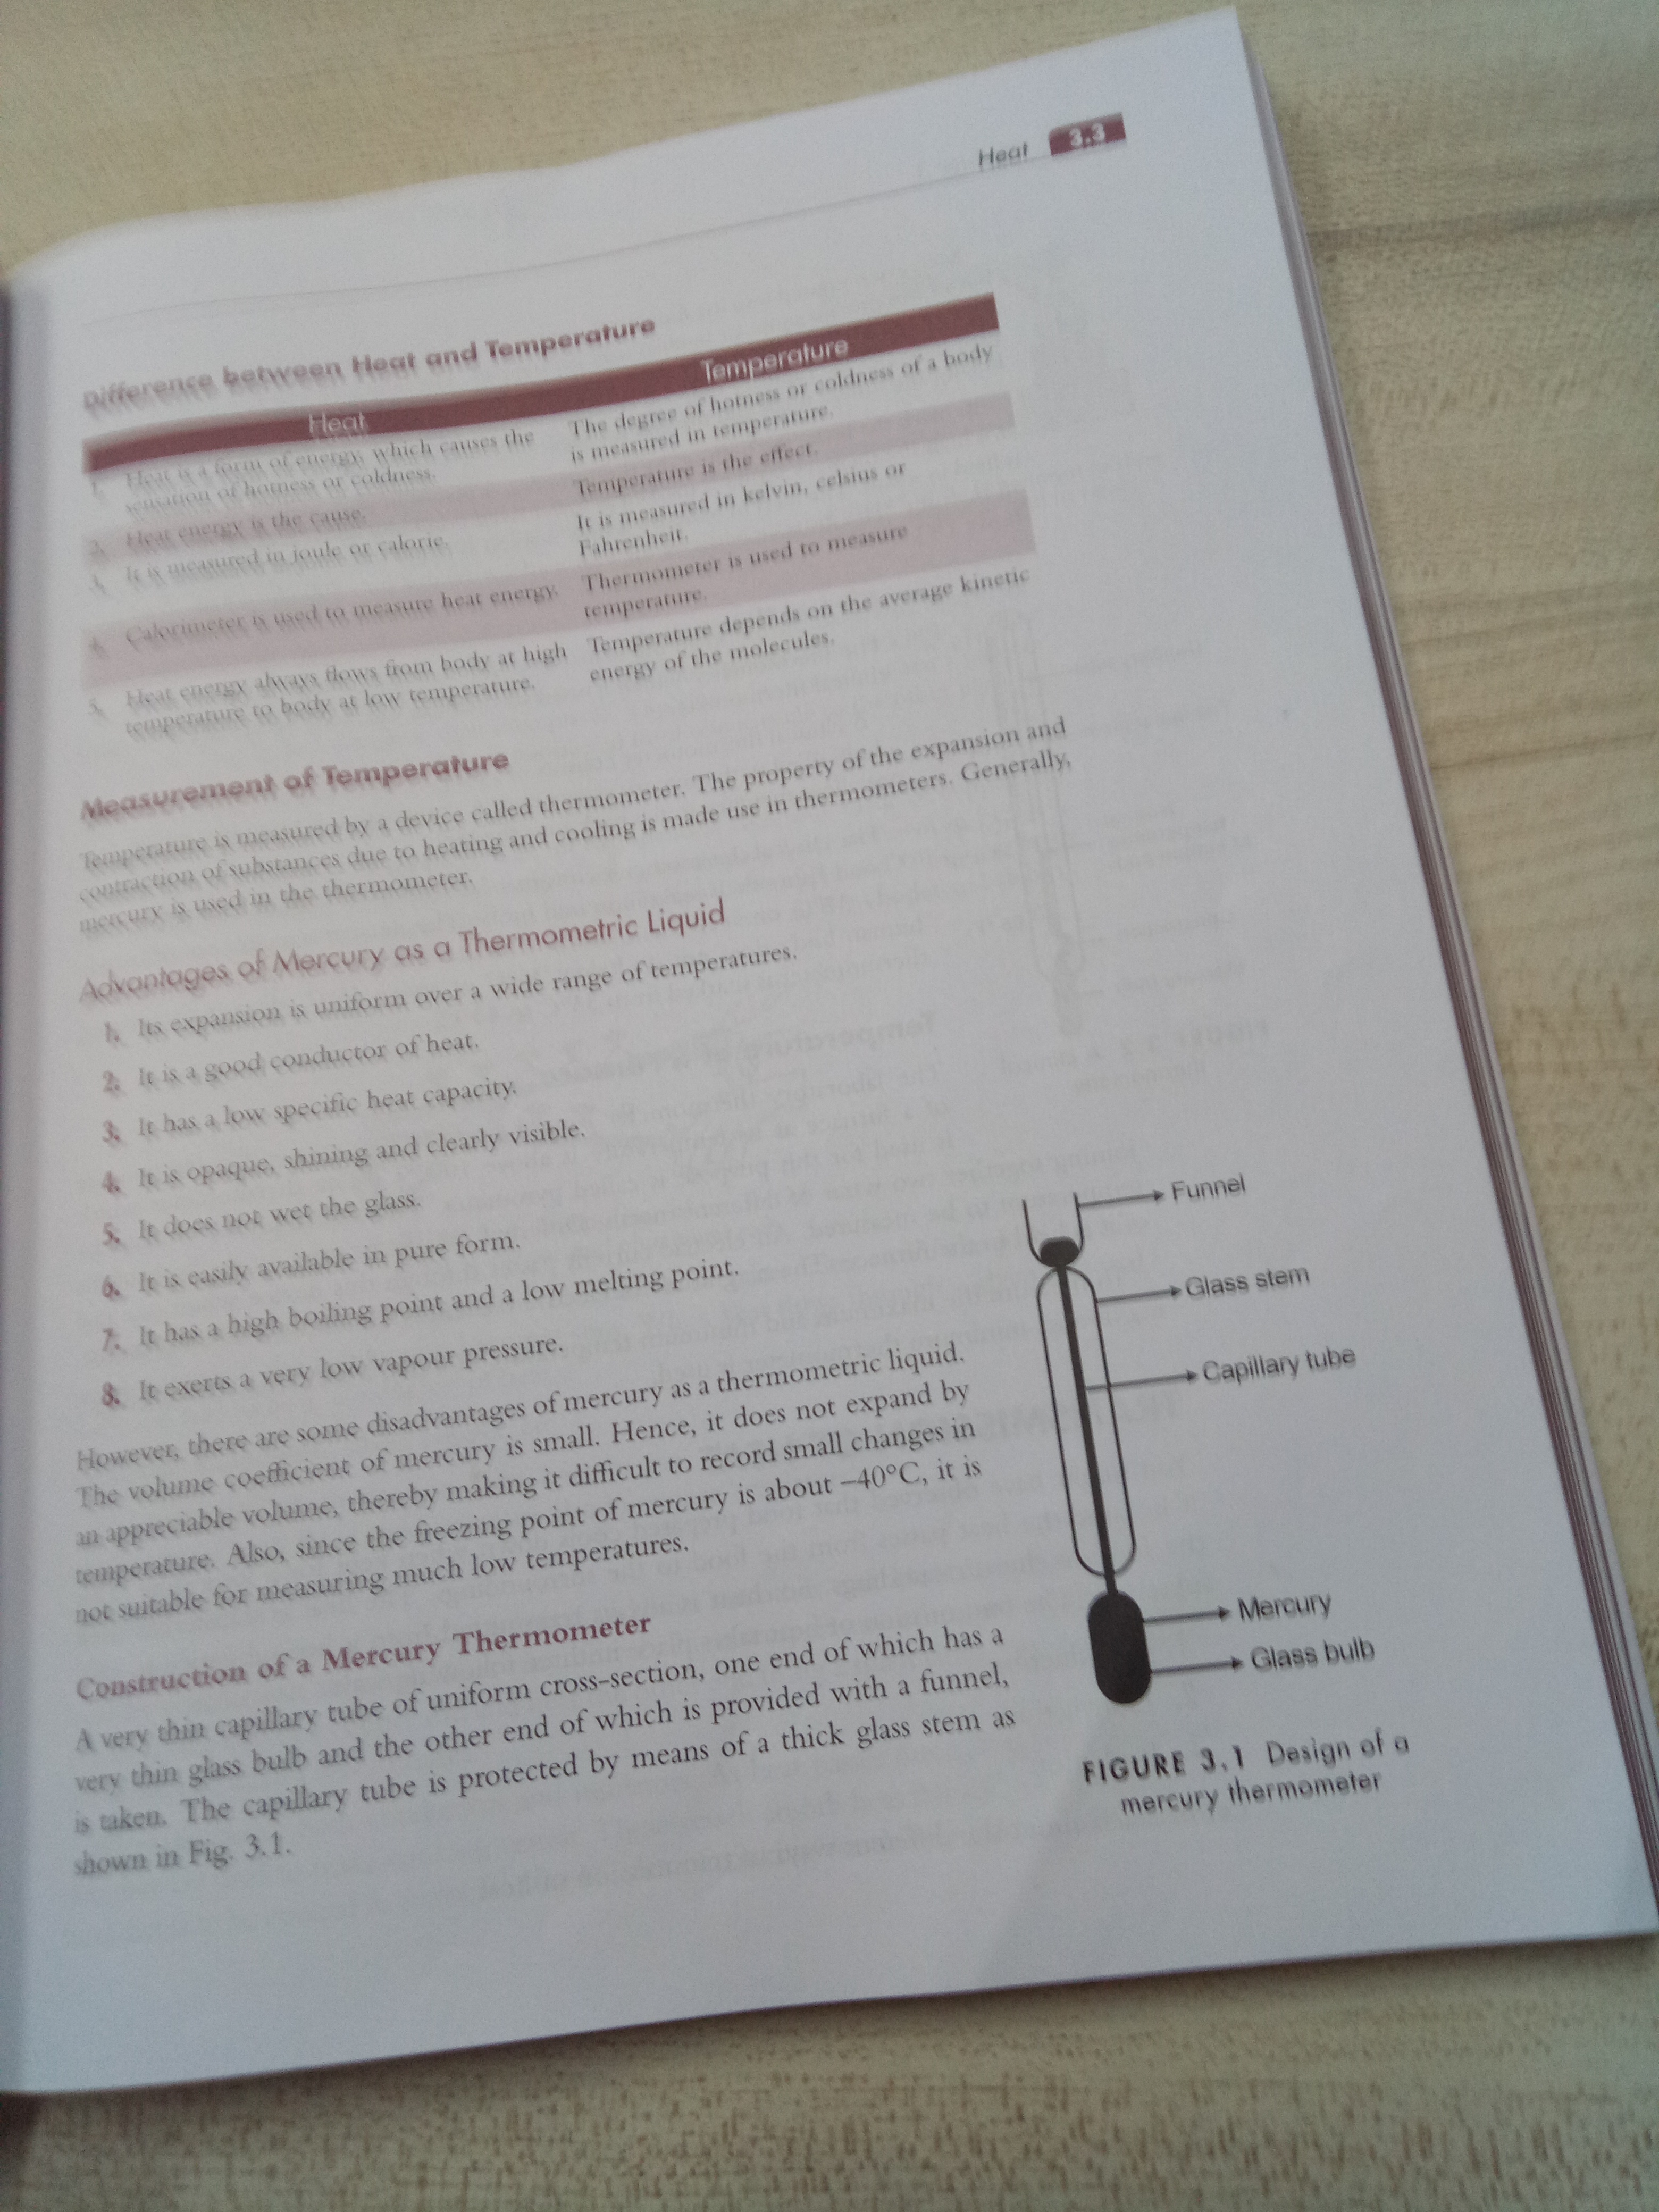 Heat 3.3
Difference between Heat and Temperature
Heat Temperature
1. Heat is a form of energy, which causes the
sensation of hotness or coldness.
The degree of hotness or coldness of a body
is measured in temperature.
2. Heat energy is the cause.
Temperature is the effect.
3. It is measured in joule or calorie.
It is measured in kelvin, celsius or
Fahrenheit.
4. Calorimeter is used to measure heat energy.
Thermometer is used to measure
temperature.
5. Heat energy always flows from body at high
temperature to body at low temperature.
Temperature depends on the average kinetic
energy of the molecules.
Measurement of Temperature
Temperature is measured by a device called thermometer. The property of the expansion and
contraction of substances due to heating and cooling is made use in thermometers. Generally,
mercury is used in the thermometer.
Advantages of Mercury as a Thermometric Liquid
1. Its expansion is uniform over a wide range of temperatures.
2. It is a good conductor of heat.
3. It has a low specific heat capacity.
4. It is opaque, shining and clearly visible.
5. It does not wet the glass.
6. It is easily available in pure form.
7. It has a high boiling point and a low melting point.
8. It exerts a very low vapour pressure.
However, there are some disadvantages of mercury as a thermometric liquid.
The volume coefficient of mercury is small. Hence, it does not expand by
an appreciable volume, thereby making it difficult to record small changes in
temperature. Also, since the freezing point of mercury is about –40°C, it is
not suitable for measuring much low temperatures.
Construction of a Mercury Thermometer
A very thin capillary tube of uniform cross-section, one end of which has a
very thin glass bulb and the other end of which is provided with a funnel,
is taken. The capillary tube is protected by means of a thick glass stem as
shown in Fig. 3.1.
Funnel
Glass stem
Capillary tube
Mercury
Glass bulb
FIGURE 3.1 Design of a
mercury thermometer